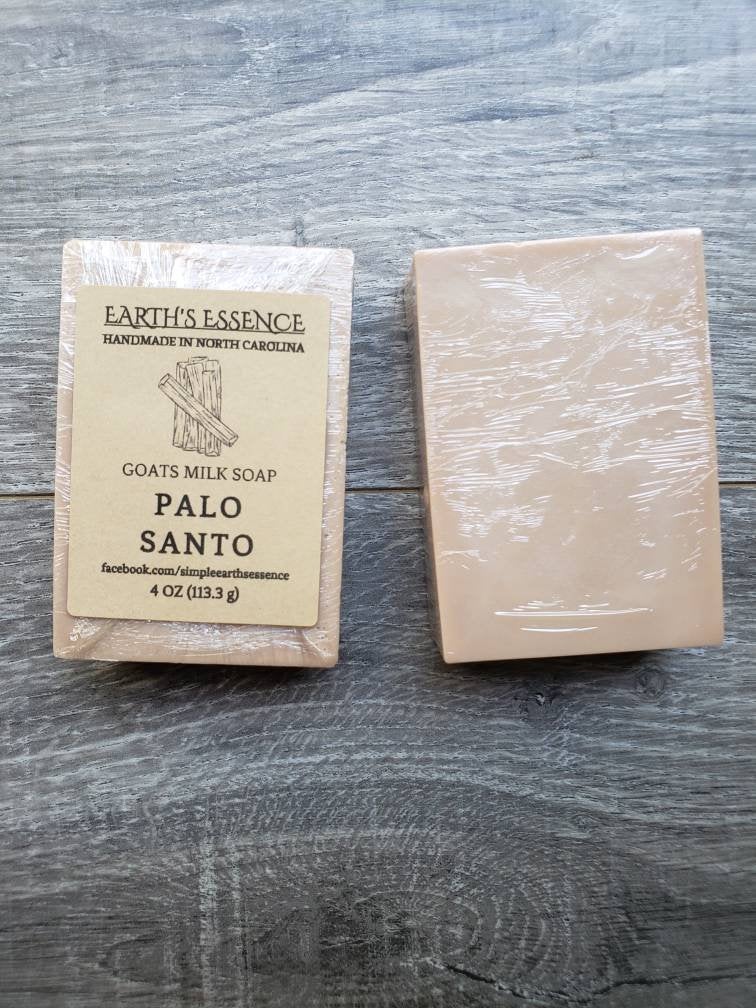 EARTH'S ESSENCE
HANDMADE IN NORTH CAROLINA
GOATS MILK SOAP
PALO
SANTO
facebook.com/simpleearthsessence
4 OZ (113.3 g)